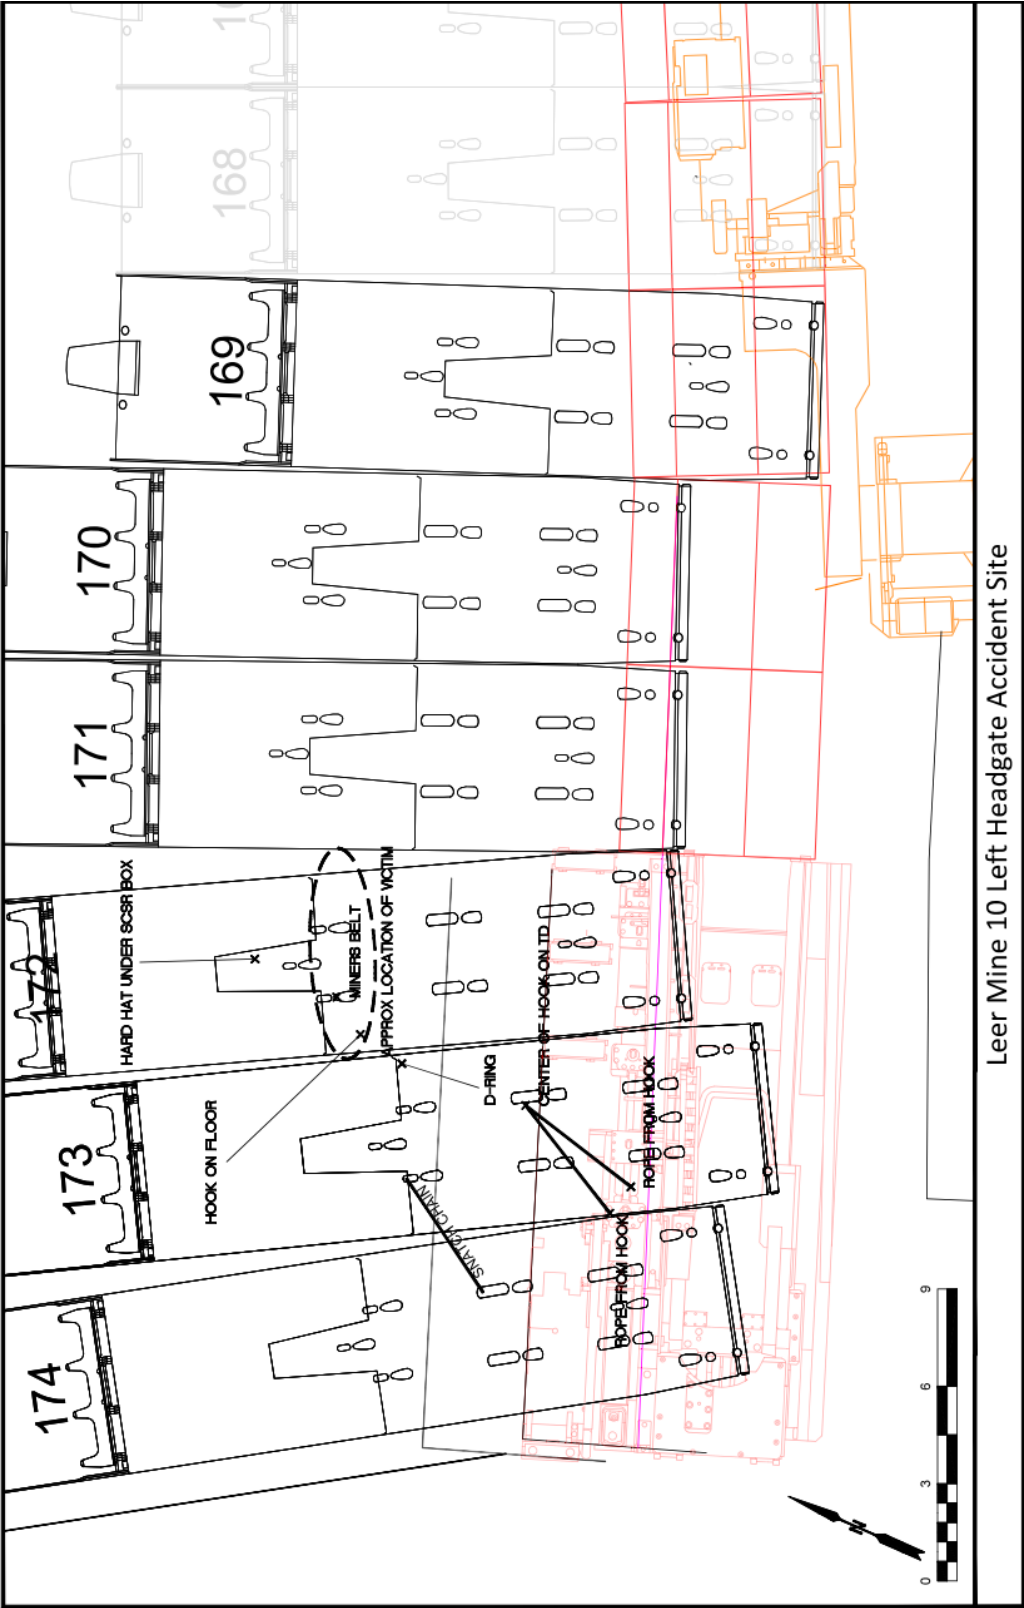 168
169
170
171
172
173
174
HARD HAT UNDER SCSR BOX
MINERS BELT
APPROX LOCATION OF VICTIM
HOOK ON FLOOR
D-RING
CENTER OF HOOK ON TD
SNATCH CHAIN
ROPE FROM HOOK
ROPE FROM HOOK
N
0 3 6 9
Leer Mine 10 Left Headgate Accident Site